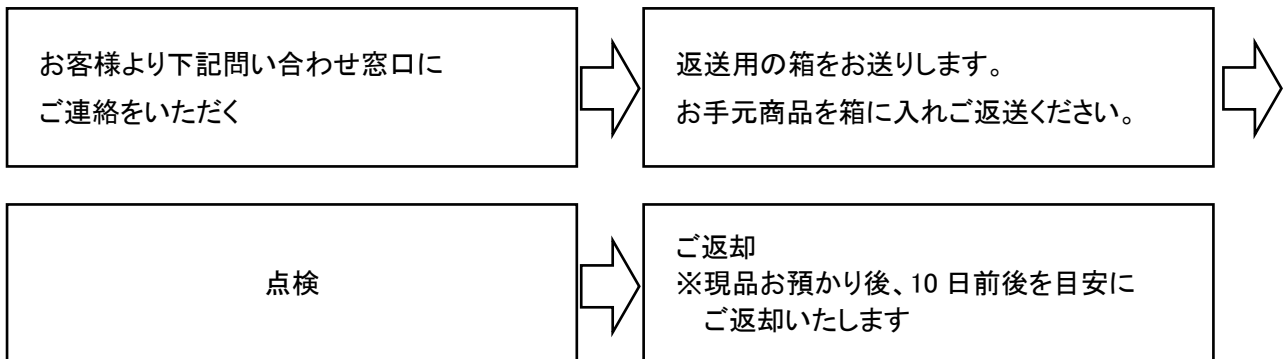 お客様より下記問い合わせ窓口に
ご連絡をいただく
返送用の箱をお送りします。
お手元商品を箱に入れご返送ください。
点検
ご返却
※現品お預かり後、10 日前後を目安に
ご返却いたします